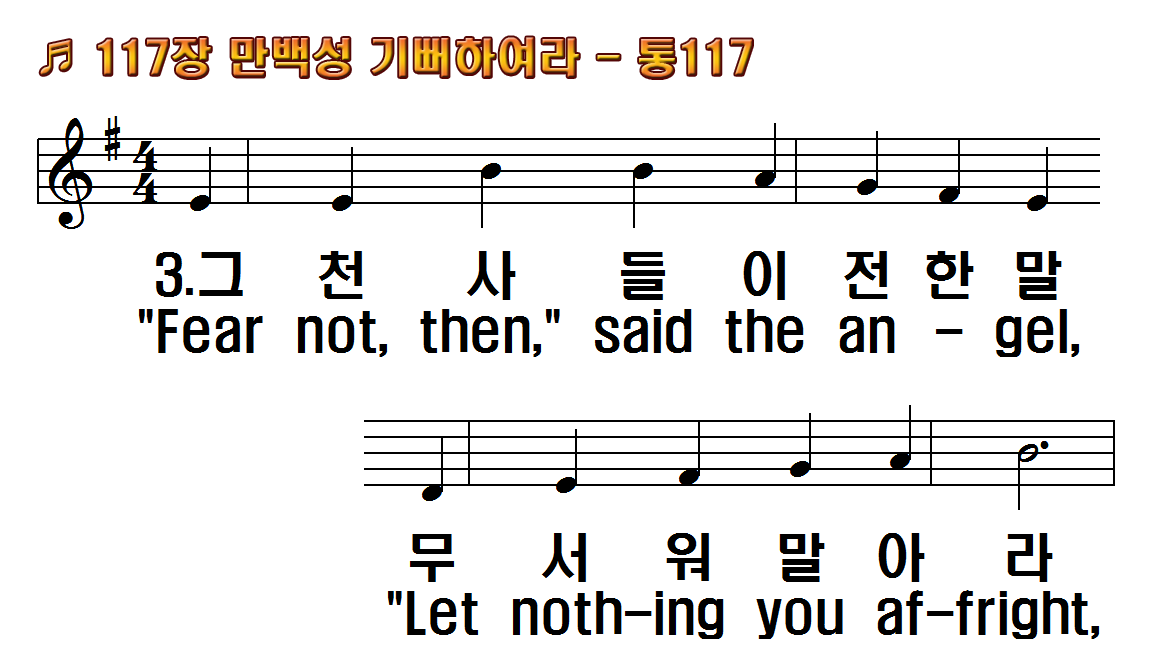 ♬ 117장 만백성 기뻐하여라 - 통117
3.그 천 사 들 이 전 한 말
"Fear not, then," said the an - gel,
무 서 워 말 아 라
"Let noth-ing you af-fright,